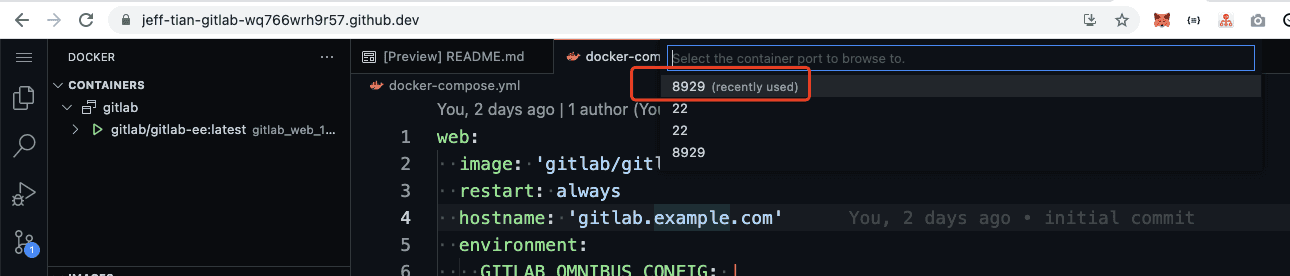 jeff-tian-gitlab-wq766wrh9r57.github.dev
DOCKER
CONTAINERS
gitlab
gitlab/gitlab-ee:latest gitlab_web_1...
1
[Preview] README.md
docker-com
docker-compose.yml
Select the container port to browse to.
8929 (recently used)
22
22
8929
You, 2 days ago | 1 author (You
1 web:
2 image: 'gitlab/gitl
3 restart: always
4 hostname: 'gitlab.example.com' You, 2 days ago • initial commit
5 environment:
6 GITLAB_OMNIBUS_CONFIG: |